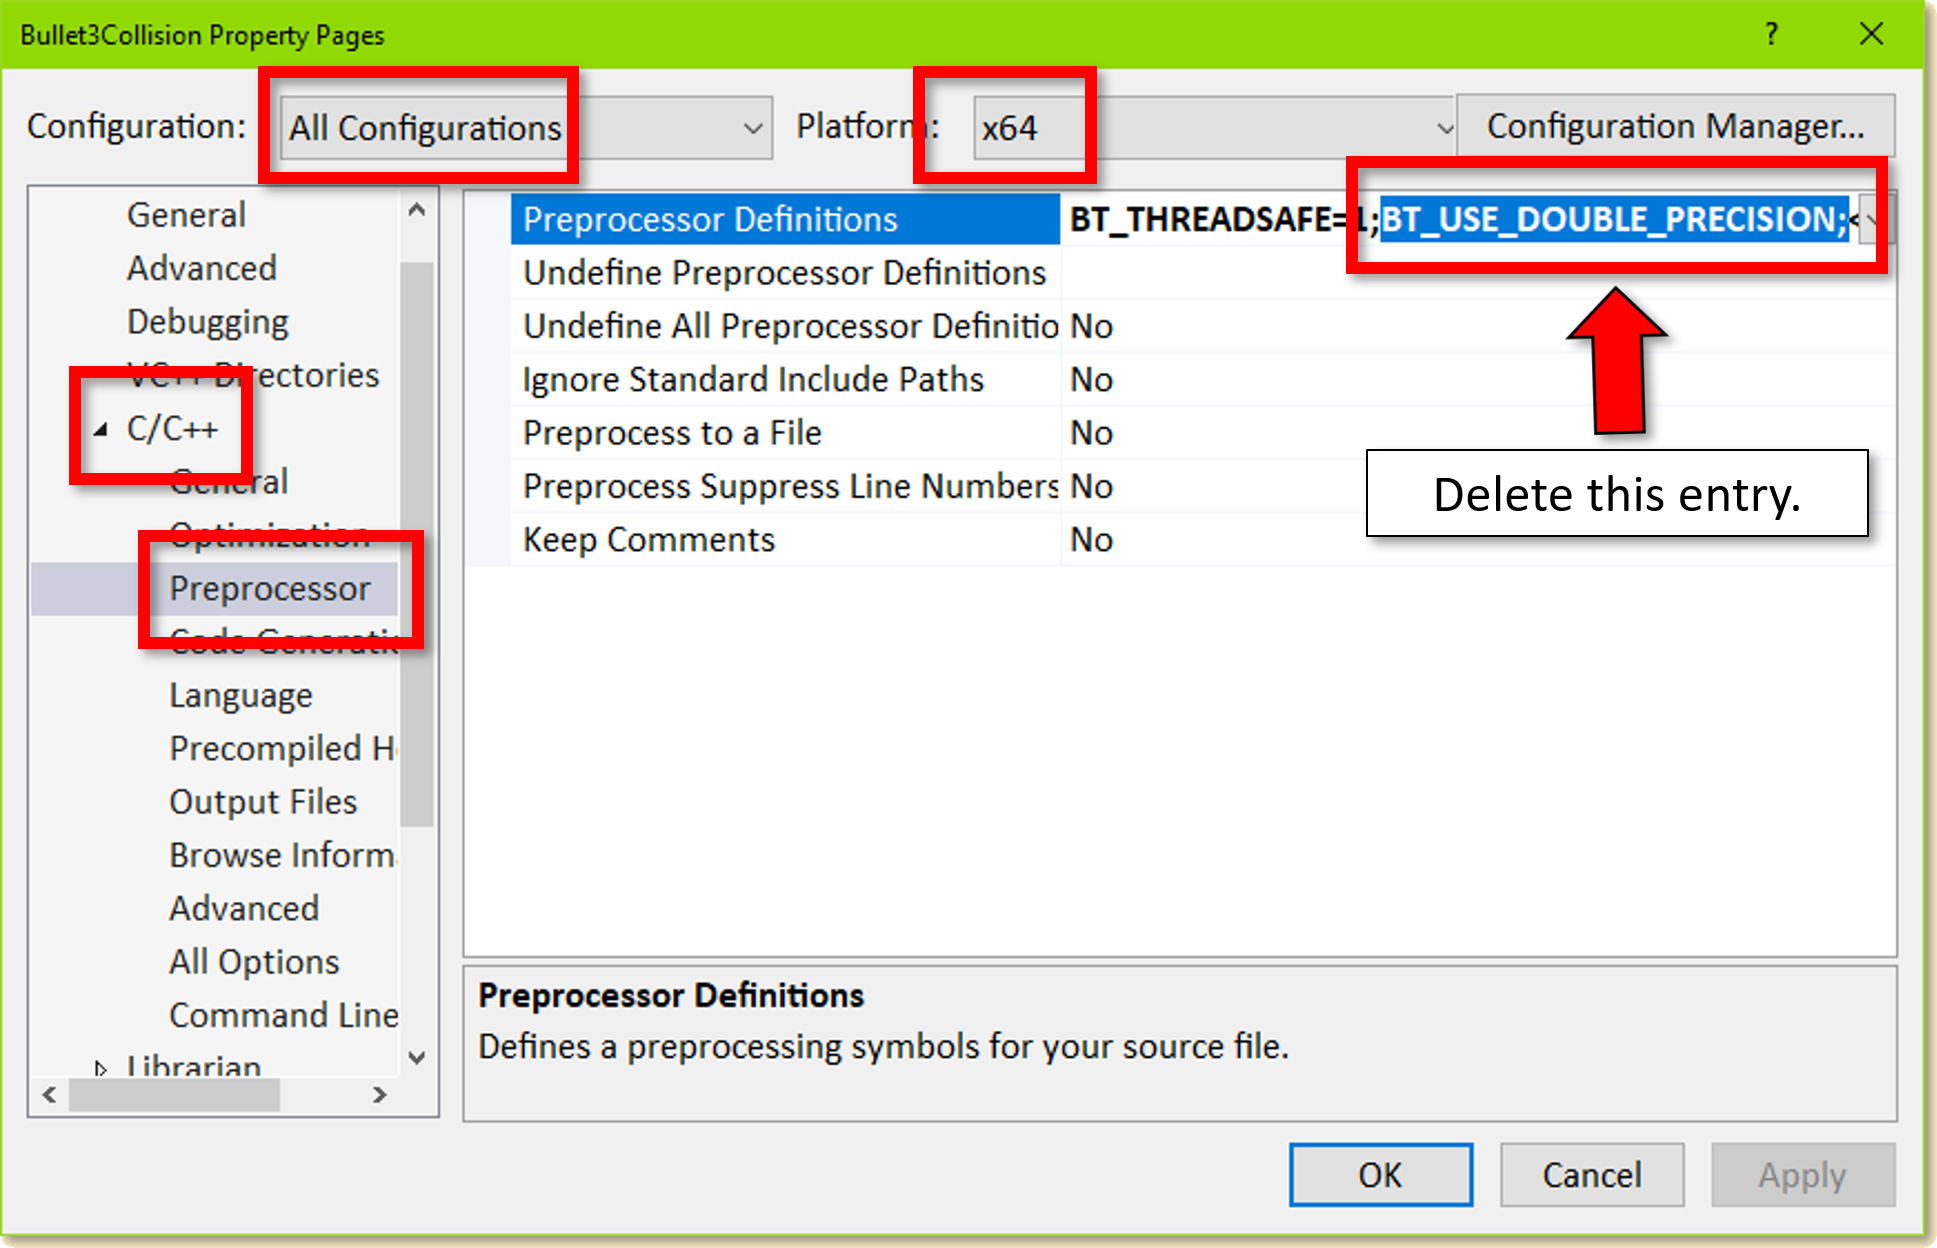 Bullet3Collision Property Pages ?
Configuration: All Configurations Platform: x64 Configuration Manager...
General
Advanced
Debugging
VC++ Directories
C/C++
General
Optimization
Preprocessor
Code Generatio
Language
Precompiled He
Output Files
Browse Informa
Advanced
All Options
Command Line
Librarian
Preprocessor Definitions BT_THREADSAFE=1;BT_USE_DOUBLE_PRECISION;<
Undefine Preprocessor Definitions
Undefine All Preprocessor Definitio No
Ignore Standard Include Paths No
Preprocess to a File No
Preprocess Suppress Line Numbers No
Keep Comments No
Delete this entry.
Preprocessor Definitions
Defines a preprocessing symbols for your source file.
OK Cancel Apply